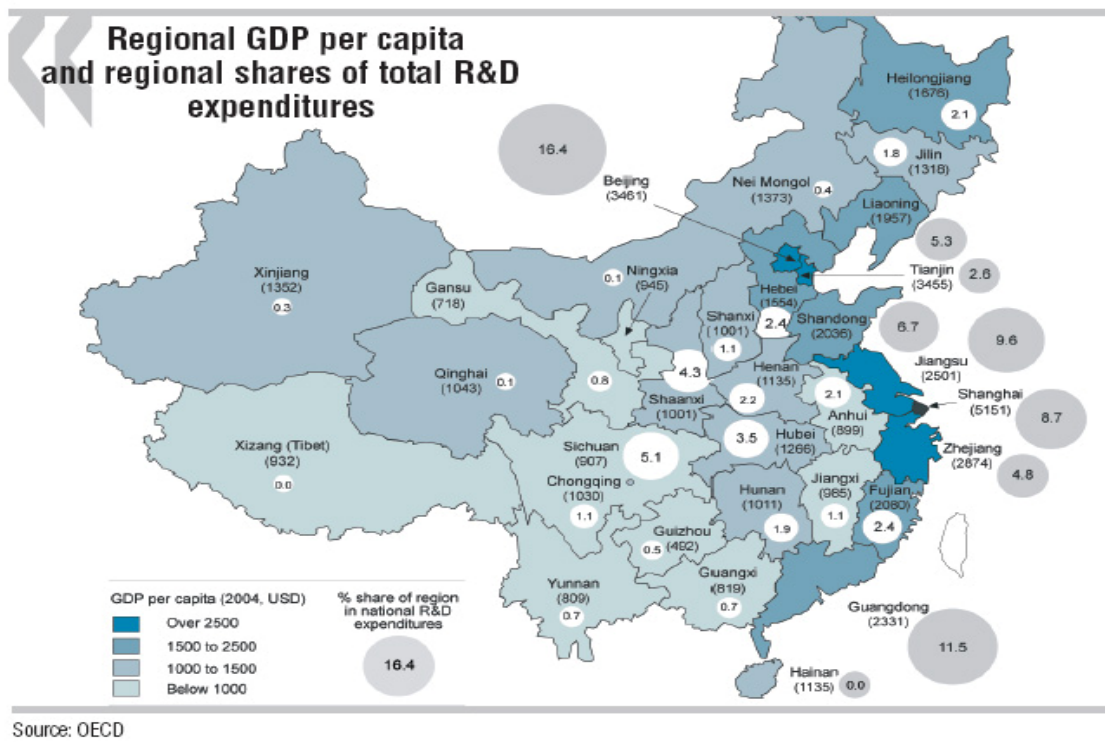 Regional GDP per capita
and regional shares of total R&D
expenditures
Heilongjiang
(1676)
2.1
16.4
1.8
Jilin
(1318)
Beijing
(3461)
Nei Mongol
(1373)
0.4
Liaoning
(1957)
5.3
Xinjiang
(1352)
0.3
Gansu
(718)
0.1
Ningxia
(945)
Tianjin
(3455)
2.6
Hebei
(1554)
2.4
Shanxi
(1001)
1.1
Shandong
(2036)
6.7
9.6
Jiangsu
(2501)
Qinghai
(1043)
0.1
0.8
4.3
Shaanxi
(1001)
Henan
(1135)
2.2
2.1
Anhui
(899)
Shanghai
(5151)
8.7
Xizang (Tibet)
(932)
0.0
Sichuan
(907)
5.1
3.5
Hubei
(1266)
Zhejiang
(2874)
4.8
Chongqing
(1030)
1.1
Hunan
(1011)
1.9
Jiangxi
(985)
1.1
Fujian
(2080)
2.4
Guizhou
(492)
0.5
Yunnan
(809)
0.7
Guangxi
(819)
0.7
Guangdong
(2331)
11.5
Hainan
(1135)
0.0
GDP per capita (2004, USD)
Over 2500
1500 to 2500
1000 to 1500
Below 1000
% share of region
in national R&D
expenditures
16.4
Source: OECD